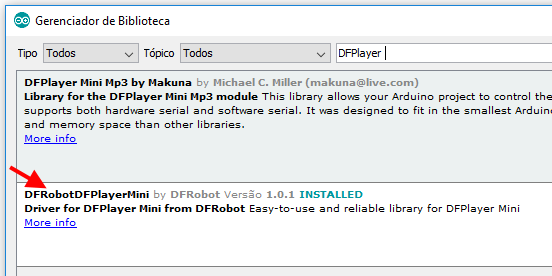 Gerenciador de Biblioteca
Tipo Todos Tópico Todos DFPlayer
DFPlayer Mini Mp3 by Makuna by Michael C. Miller (makuna@live.com)
Library for the DFPlayer Mini Mp3 module This library allows your Arduino project to control the
supports both hardware serial and software serial. It was designed to fit in the smallest Arduino
and memory space than other libraries.
More info
DFRobotDFPlayerMini by DFRobot Versão 1.0.1 INSTALLED
Driver for DFPlayer Mini from DFRobot Easy-to-use and reliable library for DFPlayer Mini
More info